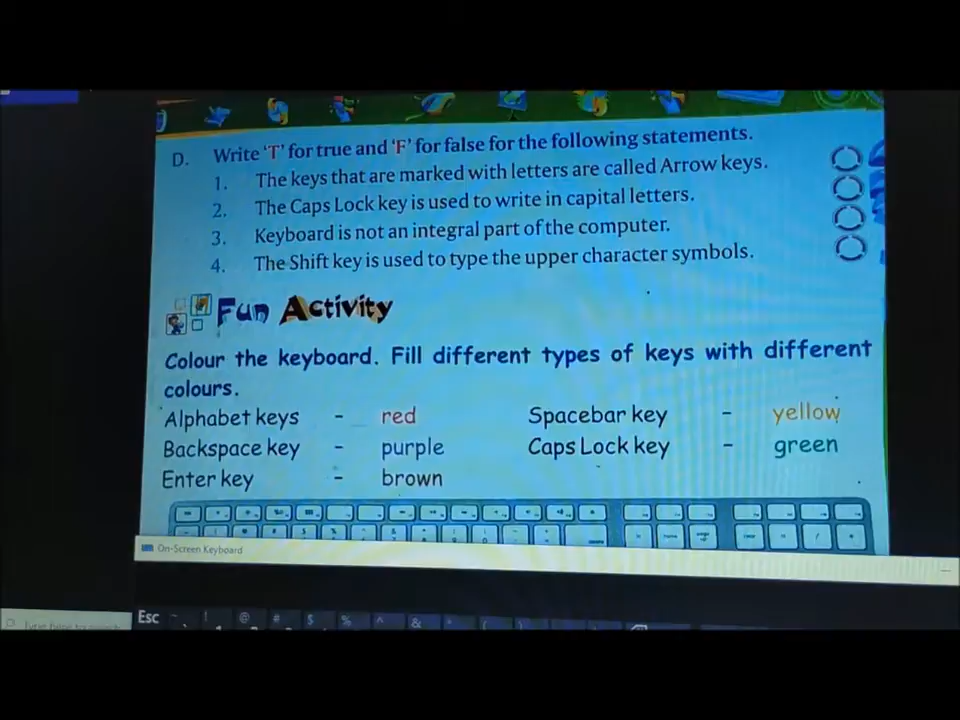 D. Write 'T' for true and 'F' for false for the following statements.
1. The keys that are marked with letters are called Arrow keys.
2. The Caps Lock key is used to write in capital letters.
3. Keyboard is not an integral part of the computer.
4. The Shift key is used to type the upper character symbols.
Fun Activity
Colour the keyboard. Fill different types of keys with different
colours.
Alphabet keys - red Spacebar key - yellow
Backspace key - purple Caps Lock key - green
Enter key - brown
On-Screen Keyboard
Esc ! @ # $ % ^ & * ( )